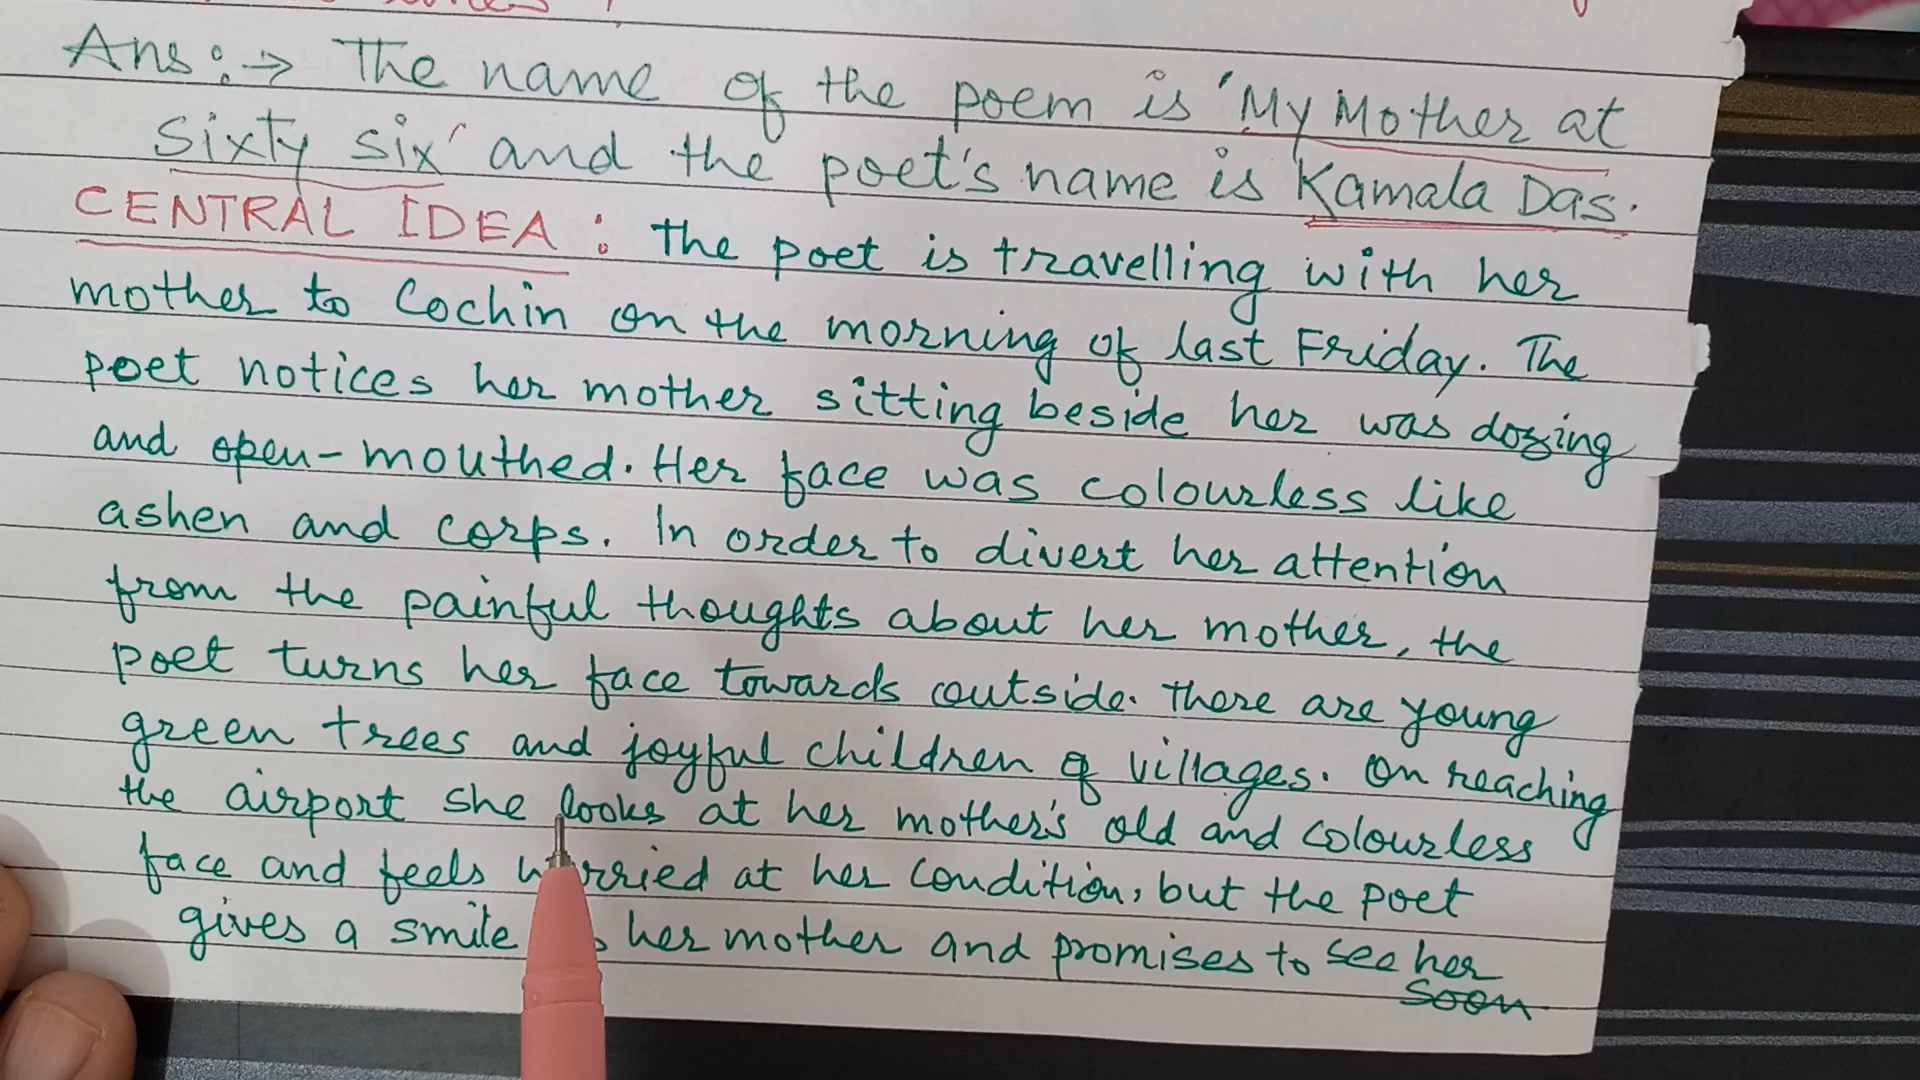 Ans :→ The name of the poem is 'My Mother at
Sixty six' and the poet's name is Kamala Das.
CENTRAL IDEA : The poet is travelling with her
mother to Cochin on the morning of last Friday. The
poet notices her mother sitting beside her was dozing
and open-mouthed. Her face was colourless like
ashen and corps. In order to divert her attention
from the painful thoughts about her mother, the
poet turns her face towards outside. There are young
green trees and joyful children of villages. On reaching
the airport she looks at her mother's old and colourless
face and feels worried at her condition, but the poet
gives a smile her mother and promises to see her
soon